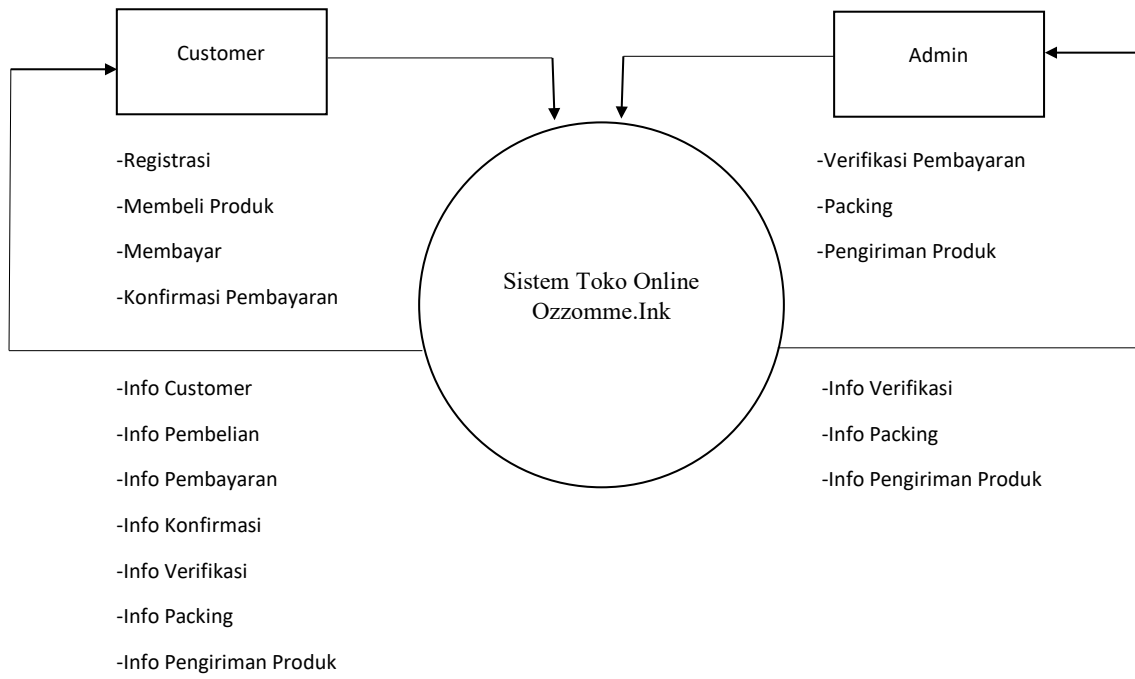 Customer
Admin
-Registrasi
-Membeli Produk
-Membayar
-Konfirmasi Pembayaran
-Verifikasi Pembayaran
-Packing
-Pengiriman Produk
Sistem Toko Online
Ozzomme.Ink
-Info Customer
-Info Pembelian
-Info Pembayaran
-Info Konfirmasi
-Info Verifikasi
-Info Packing
-Info Pengiriman Produk
-Info Verifikasi
-Info Packing
-Info Pengiriman Produk